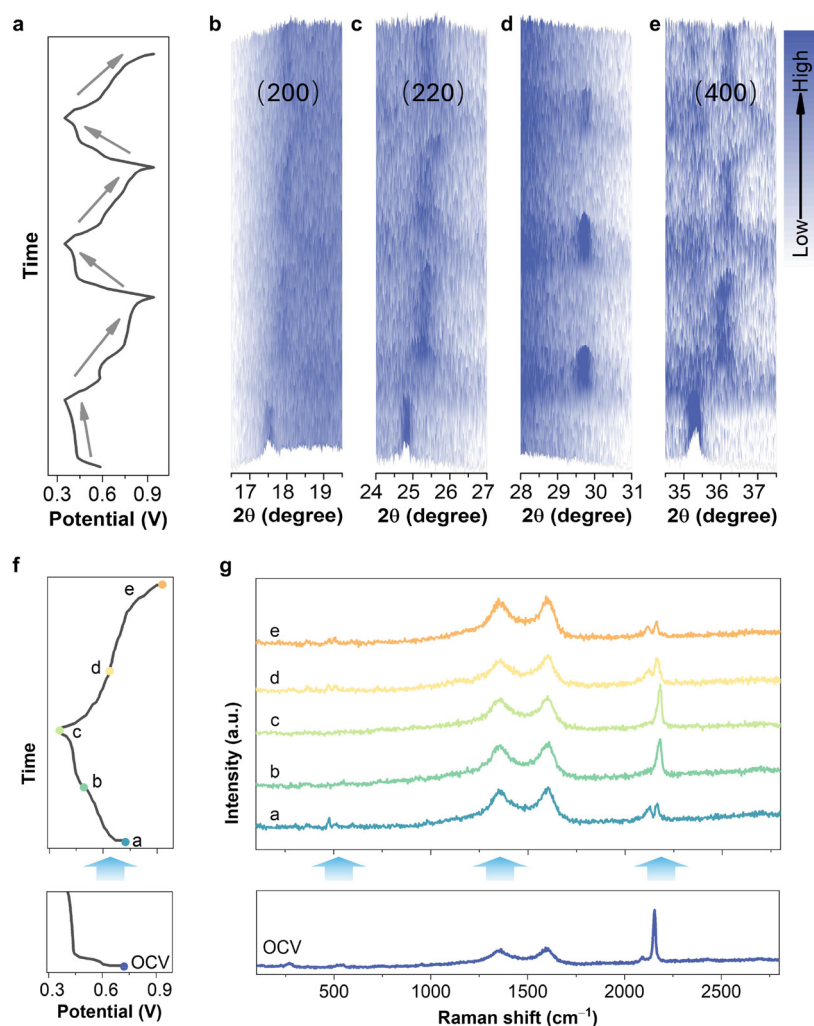 a
b
c
d
e
(200)
(220)
(400)
Low
High
Time
0.3 0.6 0.9
Potential (V)
17 18 19
2θ (degree)
24 25 26 27
2θ (degree)
28 29 30 31
2θ (degree)
35 36 37
2θ (degree)
f
g
e
d
c
b
a
Time
e
d
c
b
a
Intensity (a.u.)
OCV
0.3 0.6 0.9
Potential (V)
OCV
500 1000 1500 2000 2500
Raman shift (cm⁻¹)